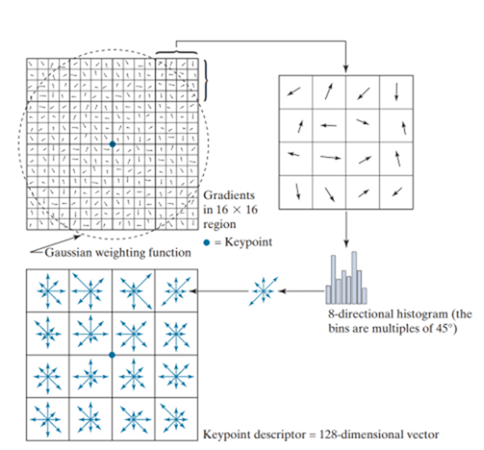 Gradients
in 16 × 16
region
= Keypoint
Gaussian weighting function
8-directional histogram (the
bins are multiples of 45°)
Keypoint descriptor = 128-dimensional vector